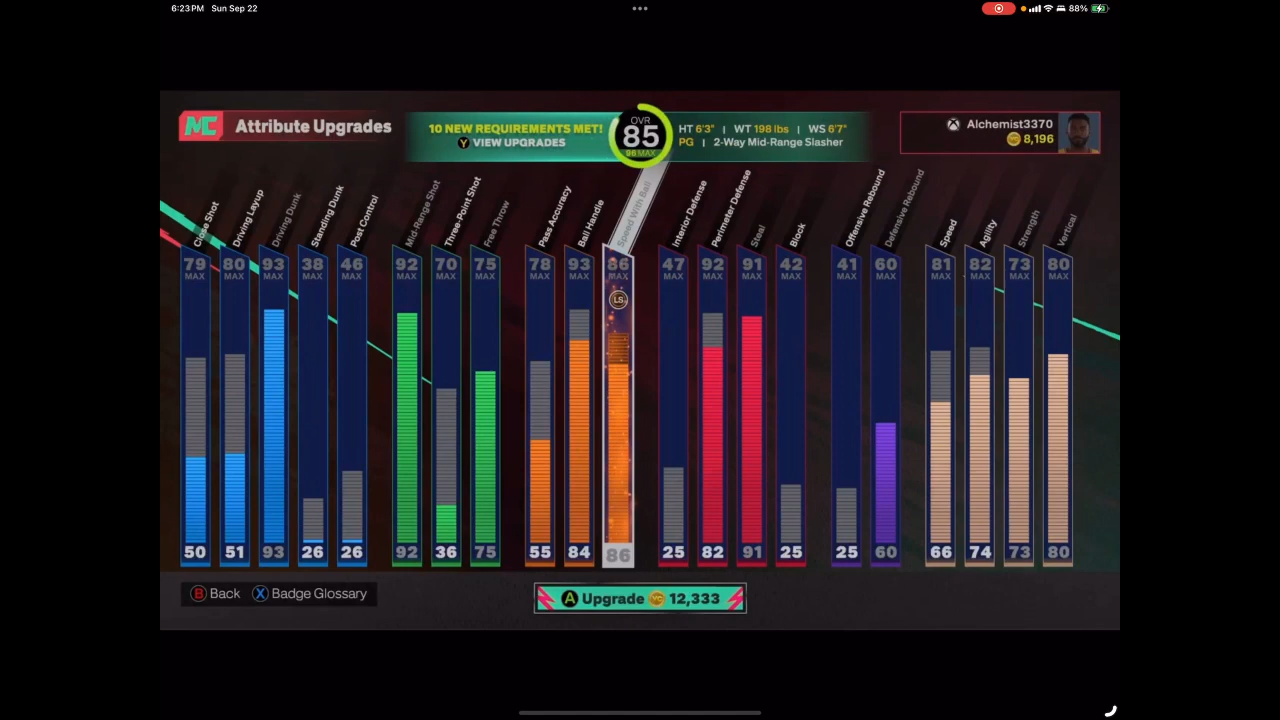 6:23 PM Sun Sep 22
88%
MC Attribute Upgrades
10 NEW REQUIREMENTS MET!
Y VIEW UPGRADES
OVR
85
96 MAX
HT 6'3" | WT 198 lbs | WS 6'7"
PG | 2-Way Mid-Range Slasher
Alchemist3370
8,196
Close Shot
Driving Layup
Driving Dunk
Standing Dunk
Post Control
Mid-Range Shot
Three-Point Shot
Free Throw
Pass Accuracy
Ball Handle
Speed With Ball
Interior Defense
Perimeter Defense
Steal
Block
Offensive Rebound
Defensive Rebound
Speed
Agility
Strength
Vertical
79 80 93 38 46 92 70 75 78 93 86 47 92 91 42 41 60 81 82 73 80
MAX MAX MAX MAX MAX MAX MAX MAX MAX MAX MAX MAX MAX MAX MAX MAX MAX MAX MAX MAX MAX
LS
50 51 93 26 26 92 36 75 55 84 86 25 82 91 25 25 60 66 74 73 80
B Back X Badge Glossary
A Upgrade 12,333